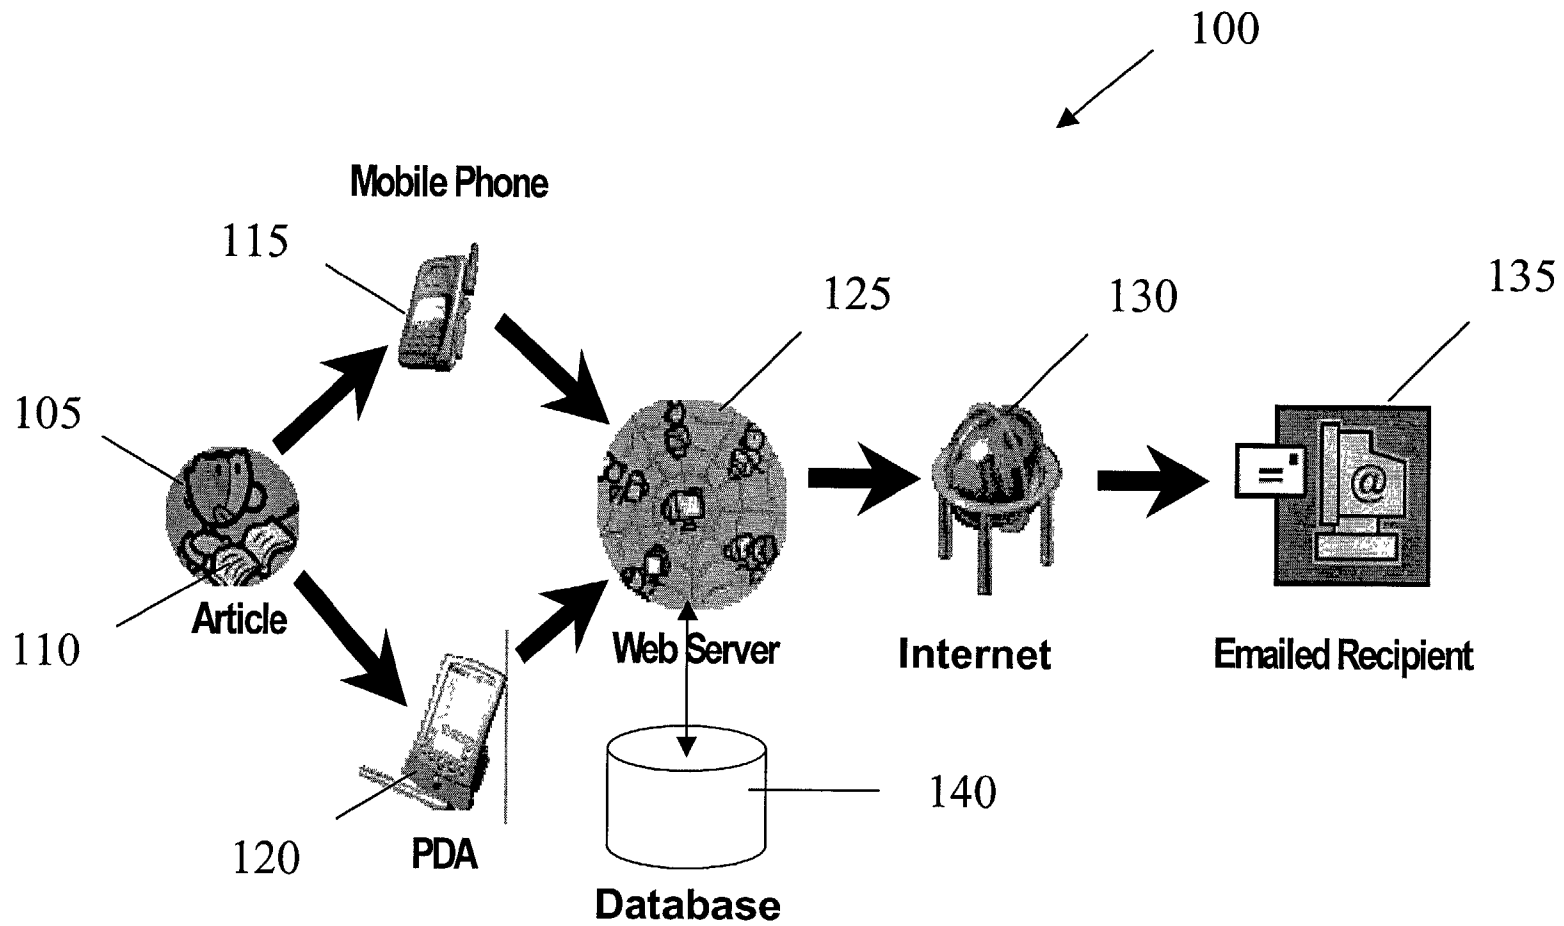 100
Mobile Phone
115
125
130
135
105
@
Article
110
Web Server
Internet
Emailed Recipient
120
PDA
140
Database